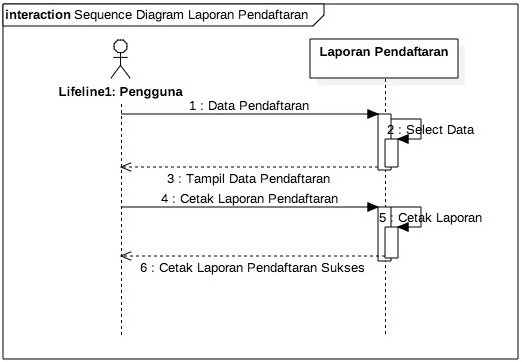 interaction Sequence Diagram Laporan Pendaftaran
Laporan Pendaftaran
Lifeline1: Pengguna
1 : Data Pendaftaran
2 : Select Data
3 : Tampil Data Pendaftaran
4 : Cetak Laporan Pendaftaran
5 : Cetak Laporan
6 : Cetak Laporan Pendaftaran Sukses